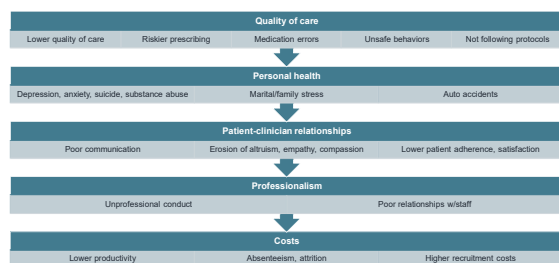 Quality of care
Lower quality of care Riskier prescribing Medication errors Unsafe behaviors Not following protocols
Personal health
Depression, anxiety, suicide, substance abuse Marital/family stress Auto accidents
Patient-clinician relationships
Poor communication Erosion of altruism, empathy, compassion Lower patient adherence, satisfaction
Professionalism
Unprofessional conduct Poor relationships w/staff
Costs
Lower productivity Absenteeism, attrition Higher recruitment costs